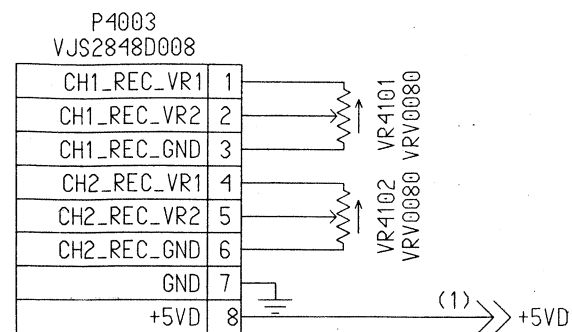 P4003
VJS2848D008
CH1_REC_VR1 1
CH1_REC_VR2 2
CH1_REC_GND 3
CH2_REC_VR1 4
CH2_REC_VR2 5
CH2_REC_GND 6
GND 7
+5VD 8
VR4101
VRV0080
VR4102
VRV0080
(1)
+5VD